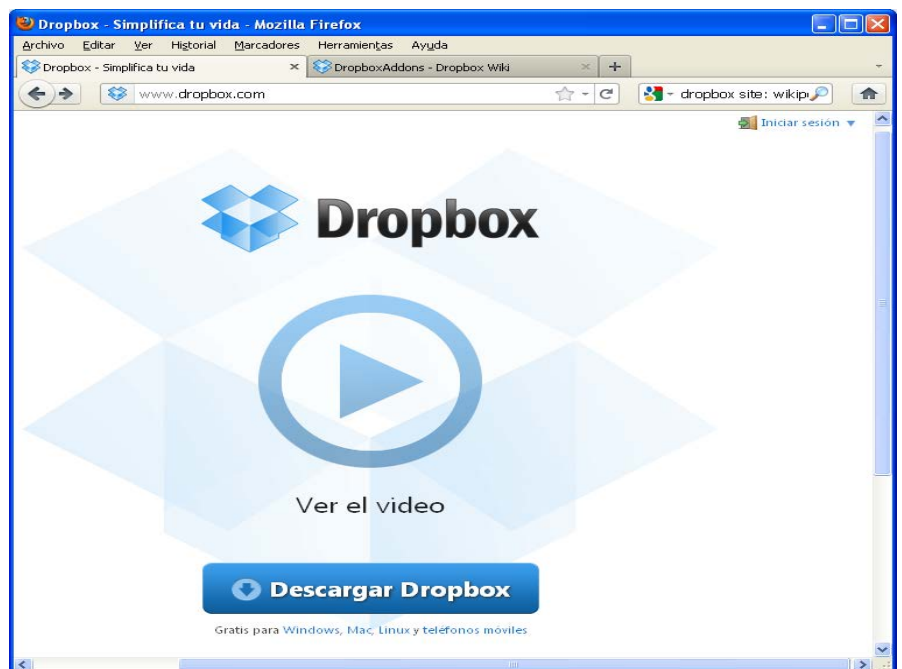 Dropbox - Simplifica tu vida - Mozilla Firefox
Archivo Editar Ver Historial Marcadores Herramientas Ayuda
Dropbox - Simplifica tu vida × DropboxAddons - Dropbox Wiki × +
www.dropbox.com dropbox site: wikip
Iniciar sesión
Dropbox
Ver el video
Descargar Dropbox
Gratis para Windows, Mac, Linux y teléfonos móviles